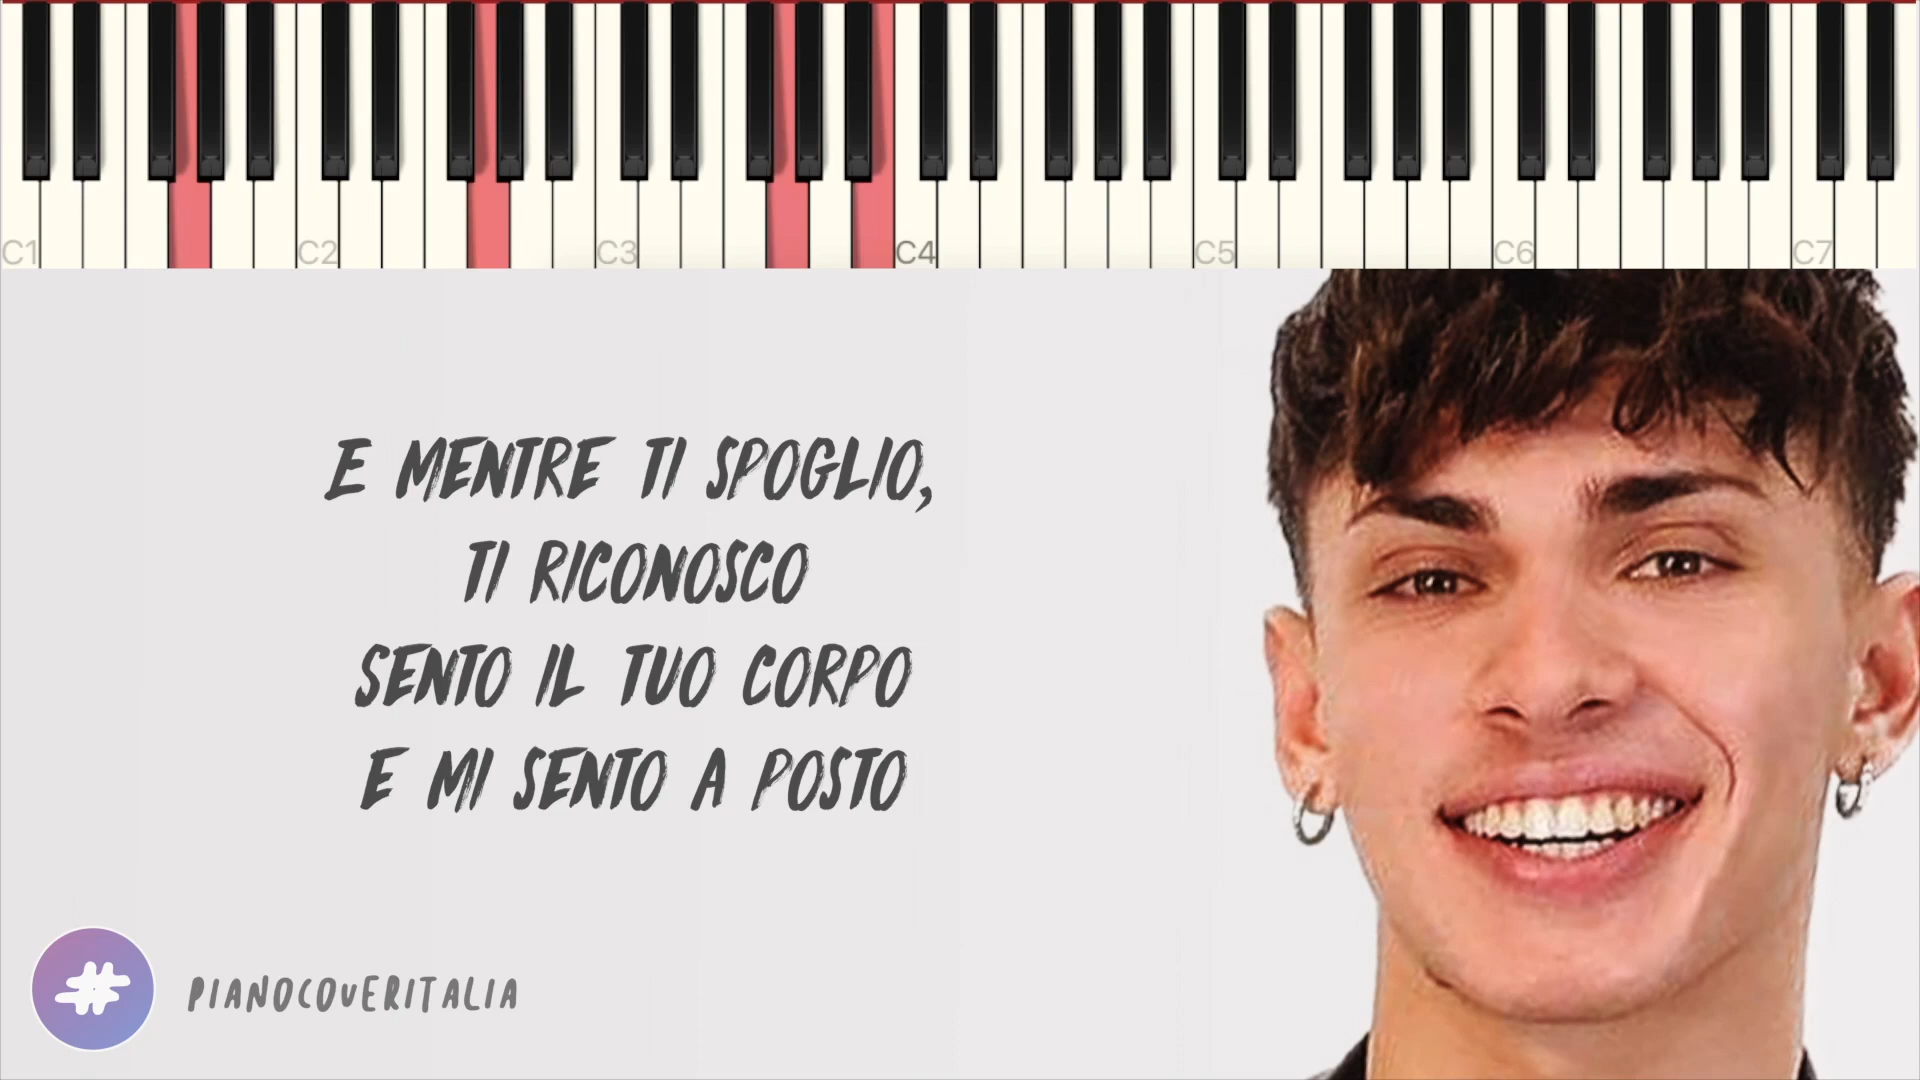 C1 C2 C3 C4 C5 C6 C7
E MENTRE TI SPOGLIO,
TI RICONOSCO
SENTO IL TUO CORPO
E MI SENTO A POSTO
# PIANOCOVERITALIA